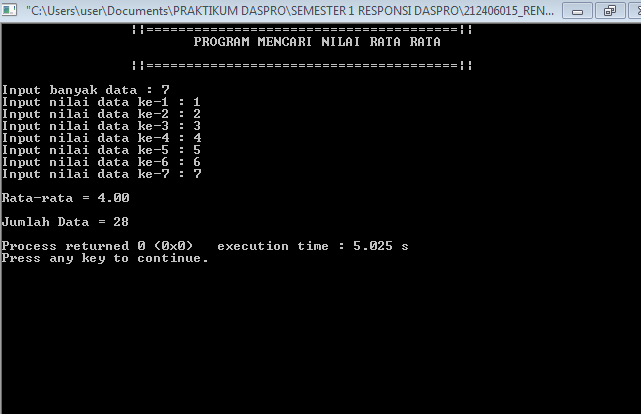 "C:\Users\user\Documents\PRAKTIKUM DASPRO\SEMESTER 1 RESPONSI DASPRO\212406015_REN...
¦¦=======================================¦¦
PROGRAM MENCARI NILAI RATA RATA
¦¦=======================================¦¦
Input banyak data : 7
Input nilai data ke-1 : 1
Input nilai data ke-2 : 2
Input nilai data ke-3 : 3
Input nilai data ke-4 : 4
Input nilai data ke-5 : 5
Input nilai data ke-6 : 6
Input nilai data ke-7 : 7
Rata-rata = 4.00
Jumlah Data = 28
Process returned 0 (0x0)   execution time : 5.025 s
Press any key to continue.